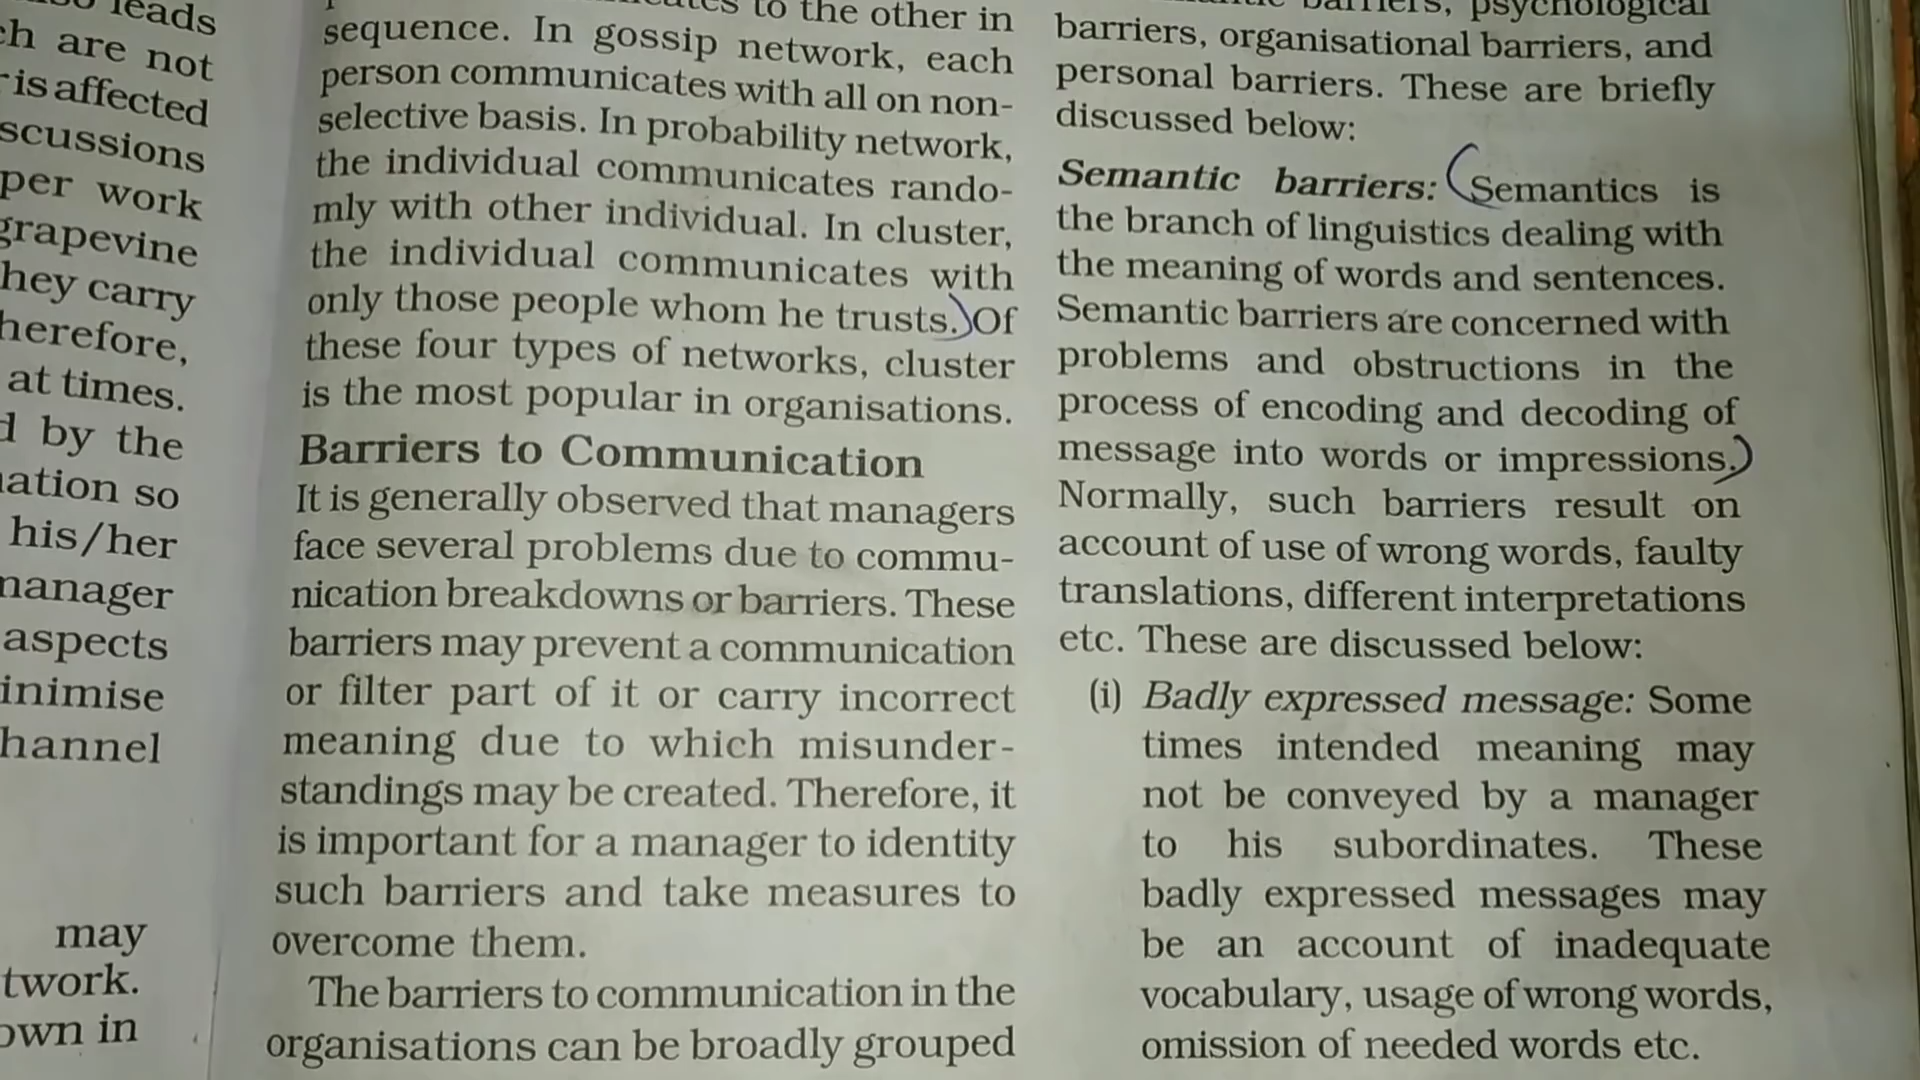 leads
are not
is affected
per work
grapevine
they carry
at times.
by the
so
his/her
manager
aspects
may
in
to the other in
sequence. In gossip network, each
person communicates with all on non-
selective basis. In probability network,
the individual communicates rando-
mly with other individual. In cluster,
the individual communicates with
only those people whom he trusts. Of
these four types of networks, cluster
is the most popular in organisations.
Barriers to Communication
It is generally observed that managers
face several problems due to commu-
nication breakdowns or barriers. These
barriers may prevent a communication
or filter part of it or carry incorrect
meaning due to which misunder-
standings may be created. Therefore, it
is important for a manager to identity
such barriers and take measures to
overcome them.
The barriers to communication in the
organisations can be broadly grouped
barriers, psychological
barriers, organisational barriers, and
personal barriers. These are briefly
discussed below:
Semantic barriers: Semantics is
the branch of linguistics dealing with
the meaning of words and sentences.
Semantic barriers are concerned with
problems and obstructions in the
process of encoding and decoding of
message into words or impressions.
Normally, such barriers result on
account of use of wrong words, faulty
translations, different interpretations
etc. These are discussed below:
(i) Badly expressed message: Some
times intended meaning may
not be conveyed by a manager
to his subordinates. These
badly expressed messages may
be an account of inadequate
vocabulary, usage of wrong words,
omission of needed words etc.